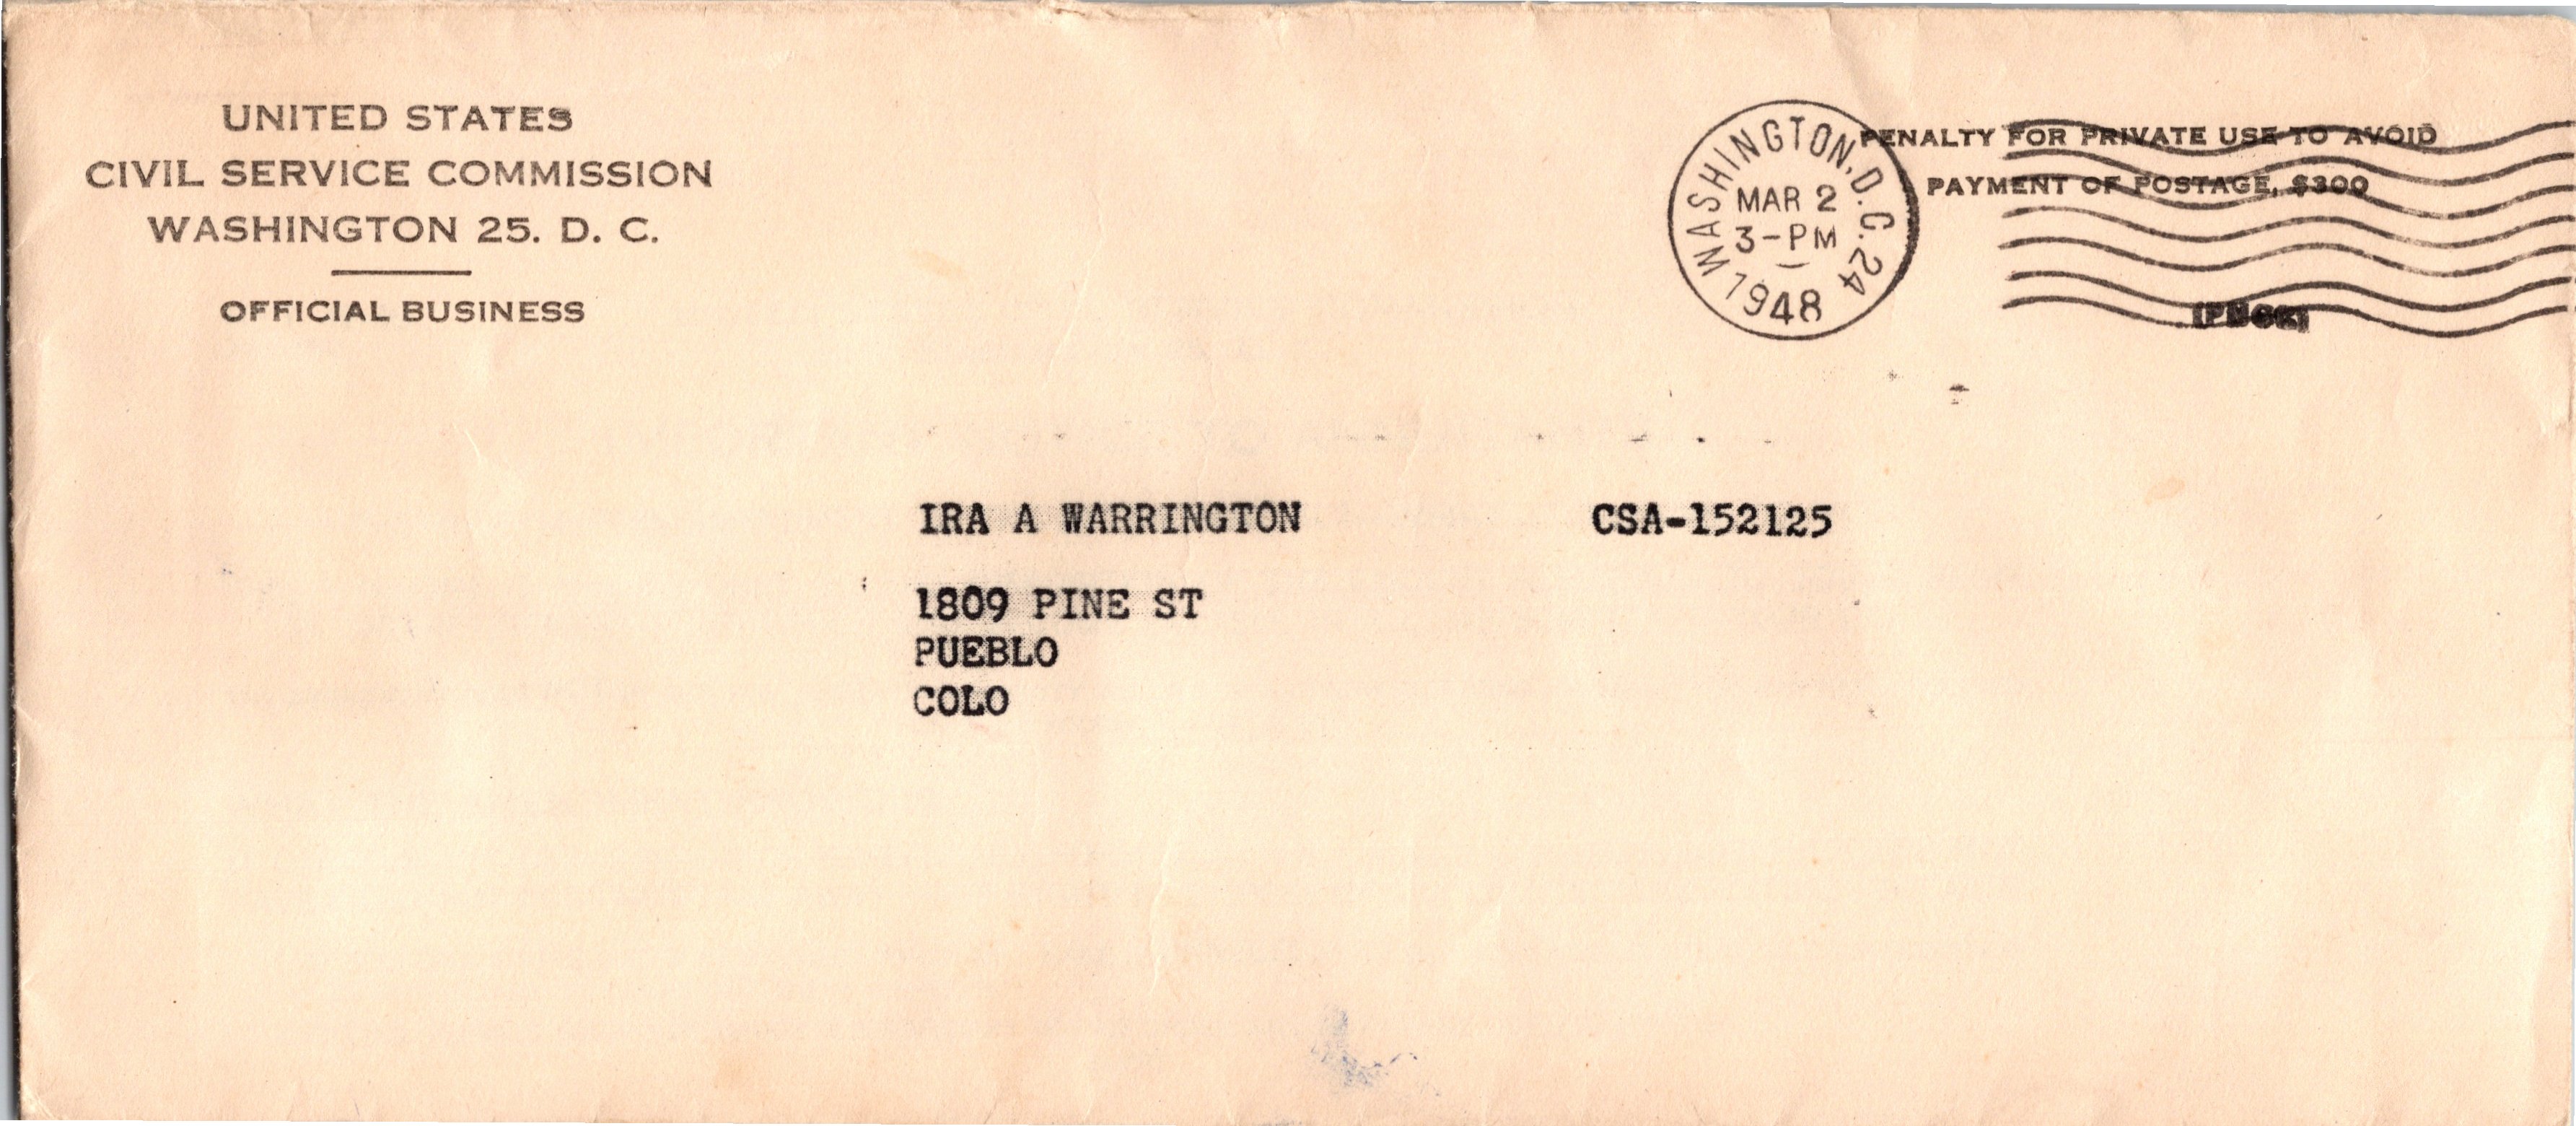 UNITED STATES
CIVIL SERVICE COMMISSION
WASHINGTON 25. D. C.
OFFICIAL BUSINESS
WASHINGTON, D.C. 24
MAR 2
3-PM
1948
PENALTY FOR PRIVATE USE TO AVOID
PAYMENT OF POSTAGE, $300
IRA A WARRINGTON CSA-152125
1809 PINE ST
PUEBLO
COLO